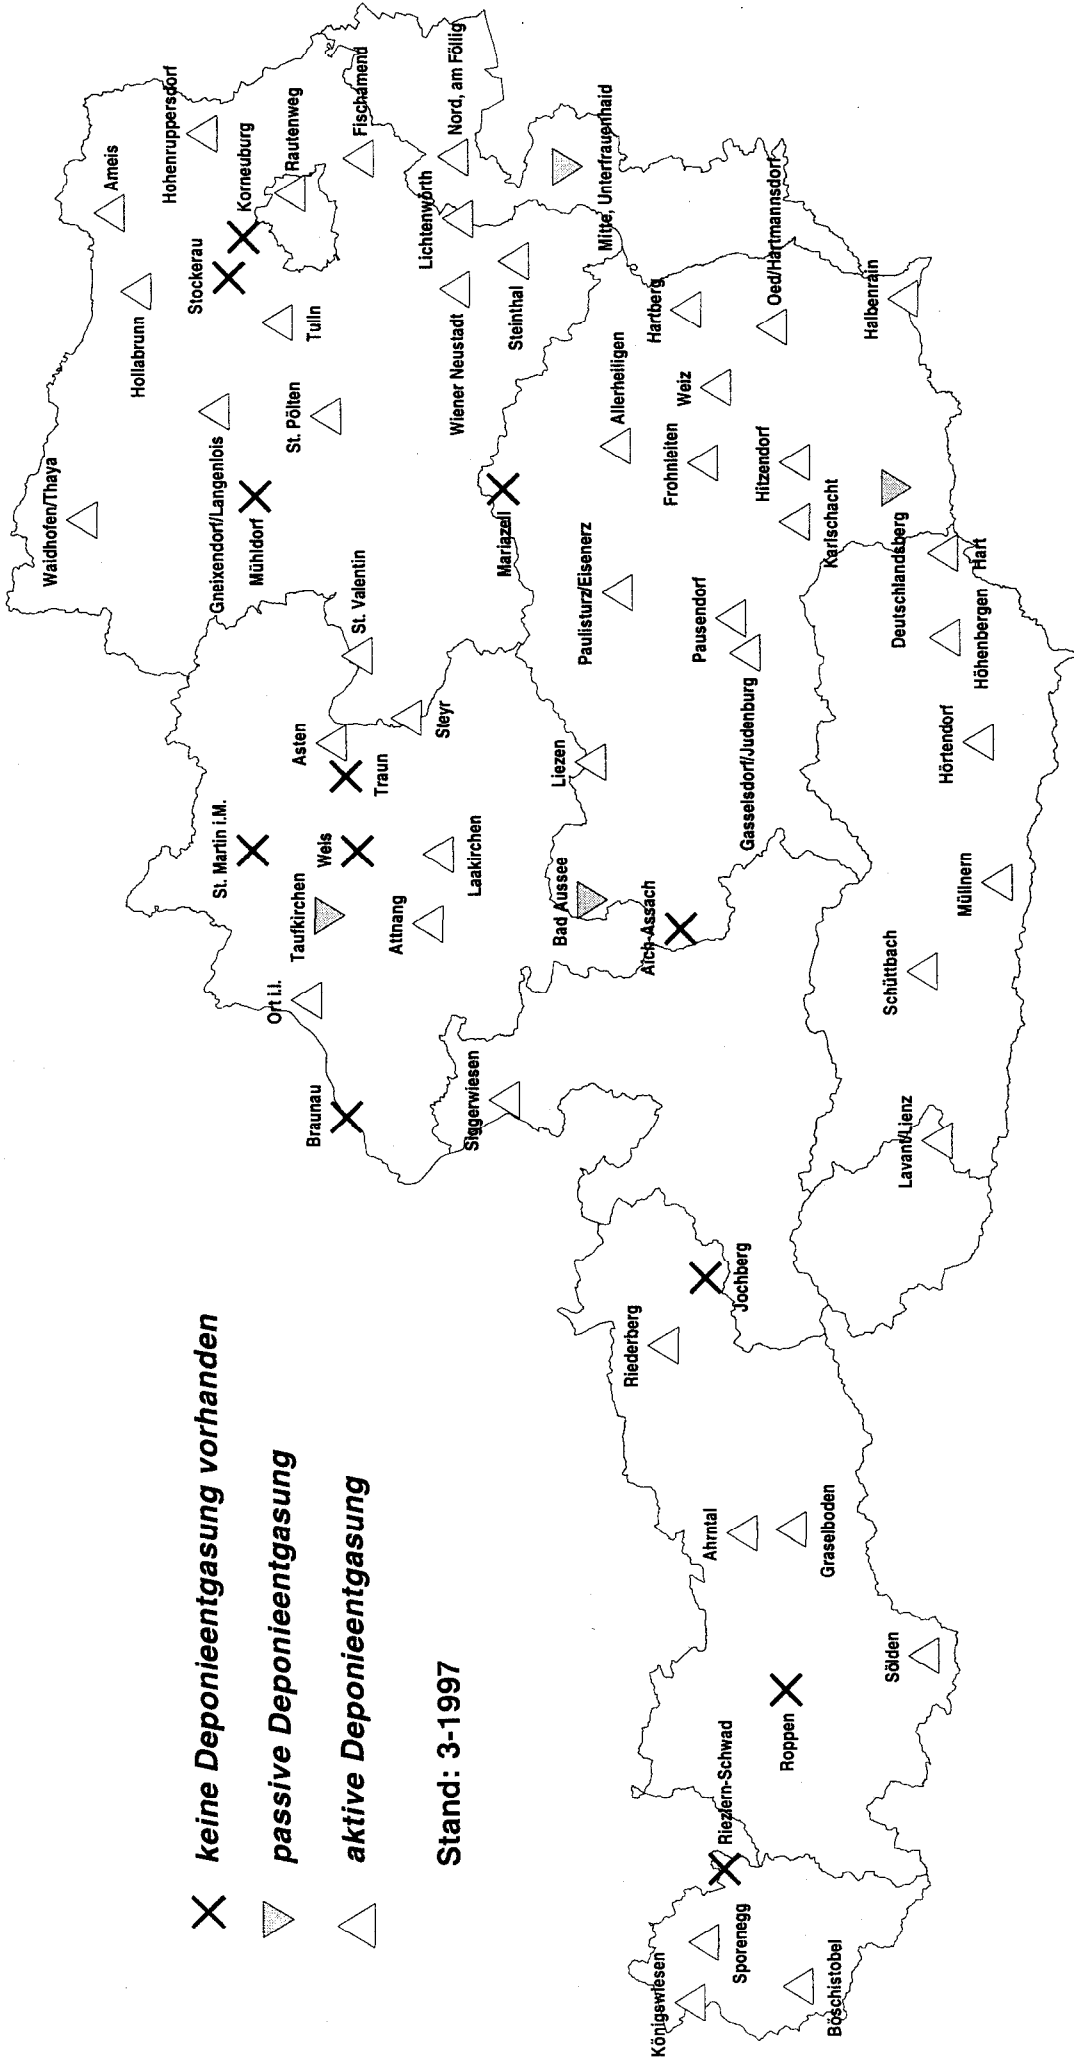 keine Deponieentgasung vorhanden
passive Deponieentgasung
aktive Deponieentgasung
Stand: 3-1997
Waidhofen/Thaya
Ameis
Hollabrunn
Hohenruppersdorf
Stockerau
Korneuburg
Gneixendorf/Langenlois
Mühldorf
Tulln
Rautenweg
St. Pölten
Fischamend
St. Martin i.M.
Asten
St. Valentin
Taufkirchen
Wels
Traun
Ort i.I.
Braunau
Steyr
Attnang
Laakirchen
Lichtenwörth
Nord, am Föllig
Wiener Neustadt
Steinthal
Siggerwiesen
Mariazell
Mitte, Unterfrauenhaid
Bad Aussee
Liezen
Paulisturz/Eisenerz
Allerheiligen
Hartberg
Aich-Assach
Riederberg
Jochberg
Frohnleiten
Weiz
Pausendorf
Gasselsdorf/Judenburg
Oed/Hartmannsdorf
Hitzendorf
Karlschacht
Königswiesen
Sporenegg
Riezlern-Schwad
Ahrntal
Graselboden
Roppen
Böschistobel
Sölden
Halbenrain
Deutschlandsberg
Hart
Höhenbergen
Hörtendorf
Schüttbach
Lavant/Lienz
Müllnern